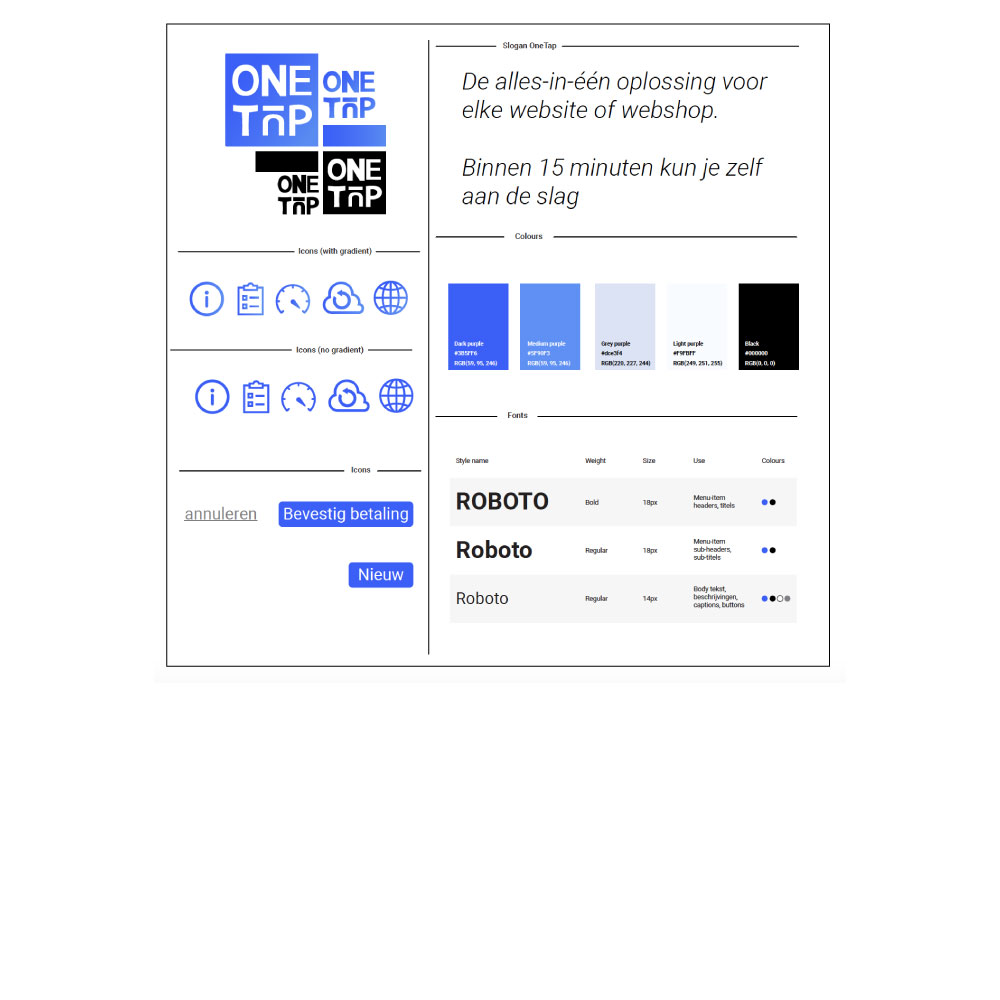 ONE
TAP
ONE
TAP
ONE
TAP
ONE
TAP
Icons (with gradient)
Icons (no gradient)
Icons
annuleren
Bevestig betaling
Nieuw
Slogan OneTap
De alles-in-één oplossing voor
elke website of webshop.
Binnen 15 minuten kun je zelf
aan de slag
Colours
Dark purple
#3B5FF6
RGB(59, 95, 246)
Medium purple
#5F90F3
RGB(59, 95, 246)
Grey purple
#dce3f4
RGB(220, 227, 244)
Light purple
#F9FBFF
RGB(249, 251, 255)
Black
#000000
RGB(0, 0, 0)
Fonts
Style name Weight Size Use Colours
ROBOTO Bold 18px Menu-item
headers, titels
Roboto Regular 18px Menu-item
sub-headers,
sub-titels
Roboto Regular 14px Body tekst,
beschrijvingen,
captions, buttons